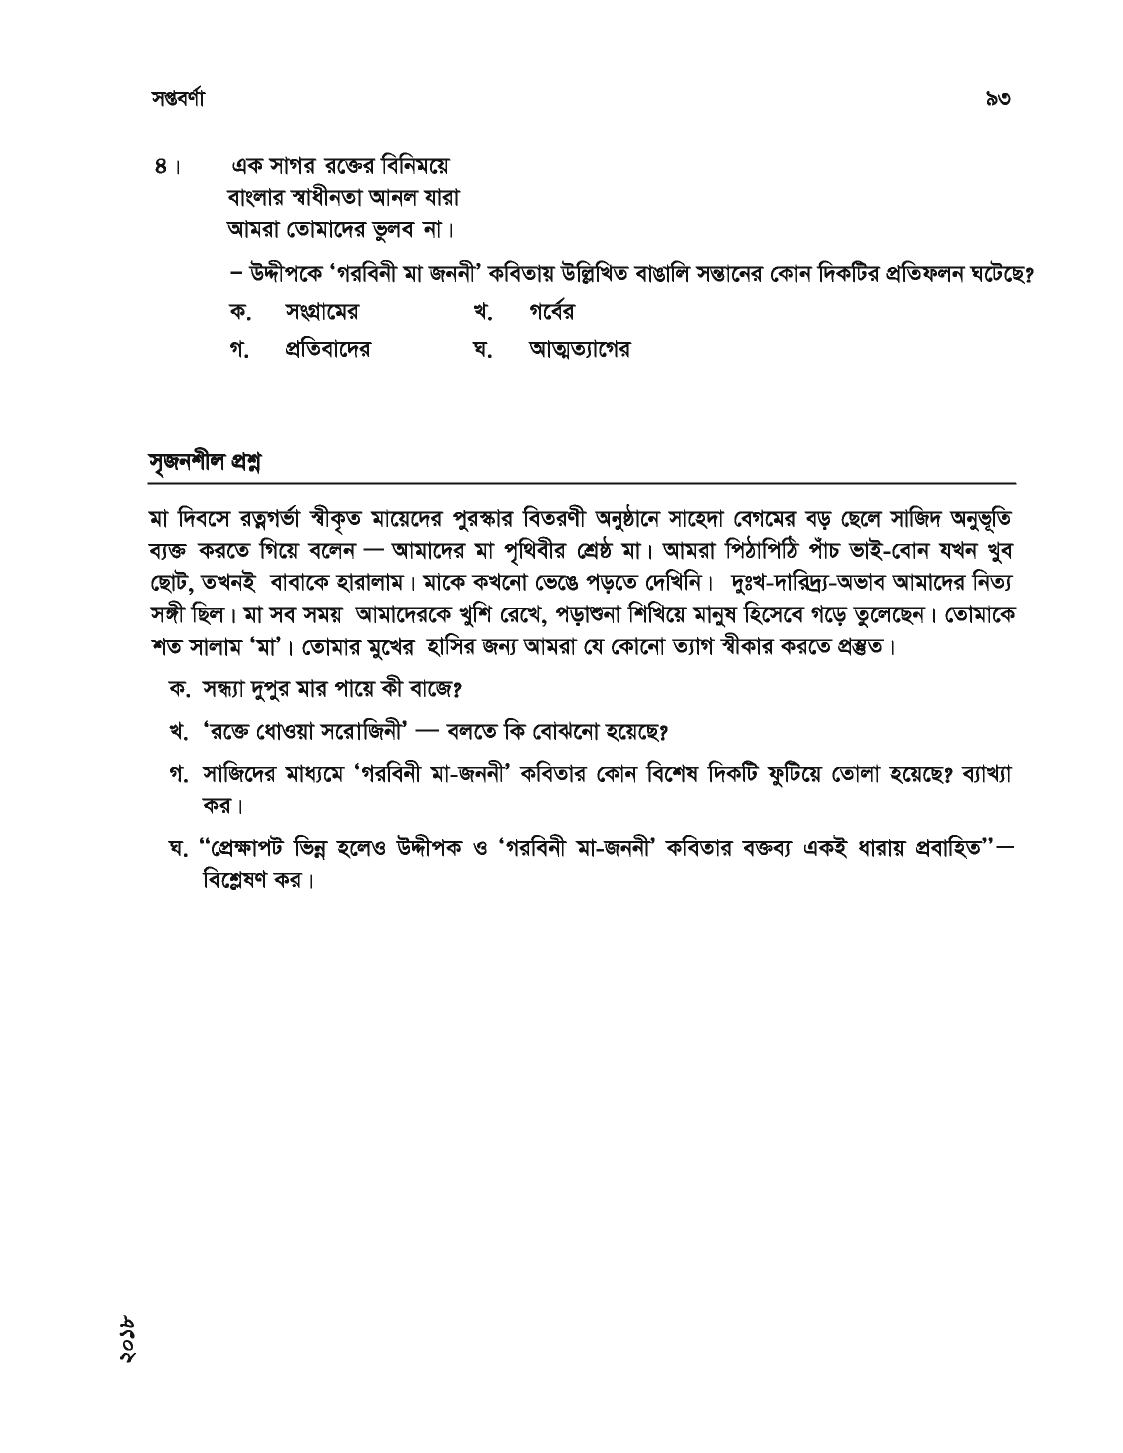 সপ্তবর্ণা ৯৩
৪। এক সাগর রক্তের বিনিময়ে
বাংলার স্বাধীনতা আনল যারা
আমরা তোমাদের ভুলব না।
– উদ্দীপকে ‘গরবিনী মা জননী’ কবিতায় উল্লিখিত বাঙালি সন্তানের কোন দিকটির প্রতিফলন ঘটেছে?
ক. সংগ্রামের খ. গর্বের
গ. প্রতিবাদের ঘ. আত্মত্যাগের
সৃজনশীল প্রশ্ন
মা দিবসে রত্নগর্ভা স্বীকৃত মায়েদের পুরস্কার বিতরণী অনুষ্ঠানে সাহেদা বেগমের বড় ছেলে সাজিদ অনুভূতি
ব্যক্ত করতে গিয়ে বলেন — আমাদের মা পৃথিবীর শ্রেষ্ঠ মা। আমরা পিঠাপিঠি পাঁচ ভাই-বোন যখন খুব
ছোট, তখনই বাবাকে হারালাম। মাকে কখনো ভেঙে পড়তে দেখিনি। দুঃখ-দারিদ্র্য-অভাব আমাদের নিত্য
সঙ্গী ছিল। মা সব সময় আমাদেরকে খুশি রেখে, পড়াশুনা শিখিয়ে মানুষ হিসেবে গড়ে তুলেছেন। তোমাকে
শত সালাম ‘মা’। তোমার মুখের হাসির জন্য আমরা যে কোনো ত্যাগ স্বীকার করতে প্রস্তুত।
ক. সন্ধ্যা দুপুর মার পায়ে কী বাজে?
খ. ‘রক্তে ধোওয়া সরোজিনী’ — বলতে কি বোঝনো হয়েছে?
গ. সাজিদের মাধ্যমে ‘গরবিনী মা-জননী’ কবিতার কোন বিশেষ দিকটি ফুটিয়ে তোলা হয়েছে? ব্যাখ্যা
কর।
ঘ. “প্রেক্ষাপট ভিন্ন হলেও উদ্দীপক ও ‘গরবিনী মা-জননী’ কবিতার বক্তব্য একই ধারায় প্রবাহিত”—
বিশ্লেষণ কর।
২০১৮